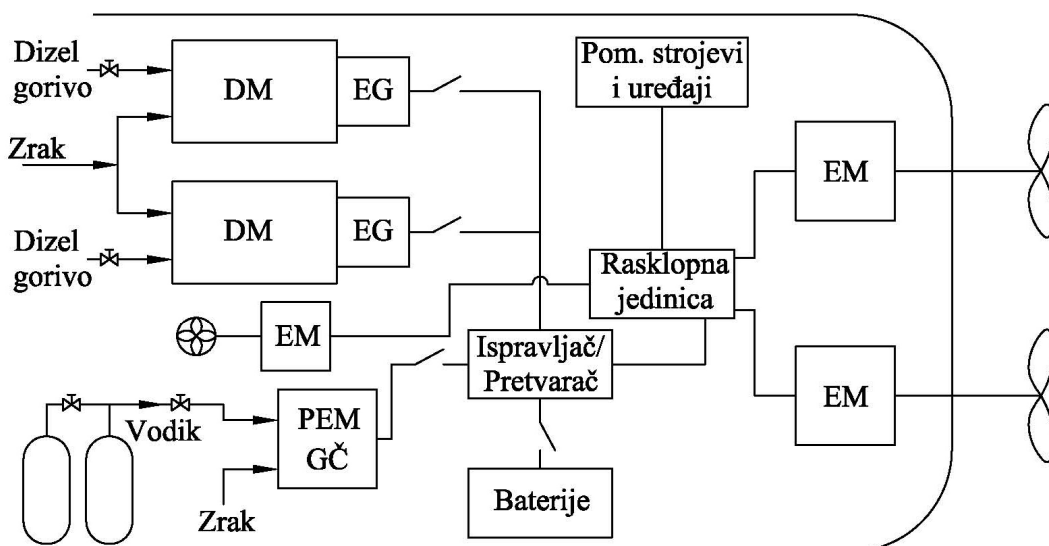 Dizel
gorivo
DM
EG
Zrak
Dizel
gorivo
DM
EG
Pom. strojevi
i uređaji
EM
Rasklopna
jedinica
EM
Ispravljač/
Pretvarač
EM
Vodik
PEM
GČ
Zrak
Baterije